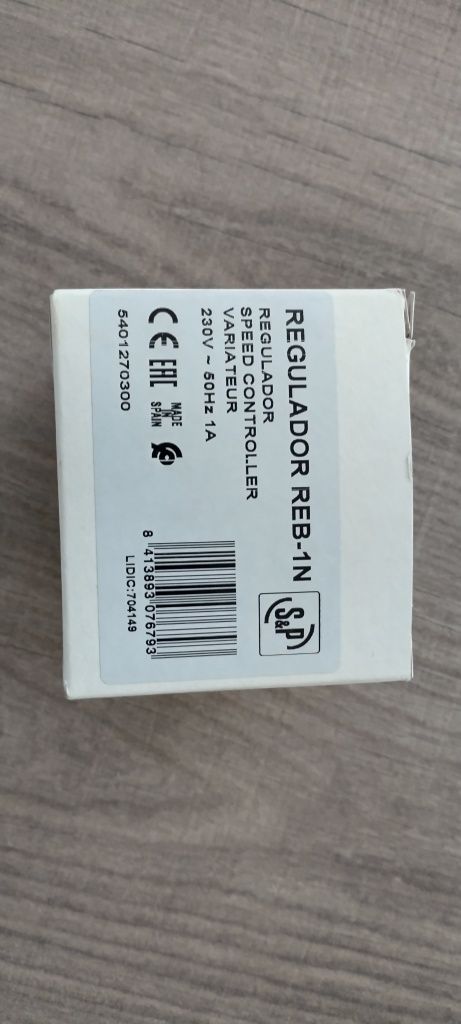 REGULADOR REB-1N
S&P
REGULADOR
SPEED CONTROLLER
VARIATEUR
230V ~ 50Hz 1A
CE EAC MADE IN SPAIN
5401270300
8 413893 076793
LIDIC:704149